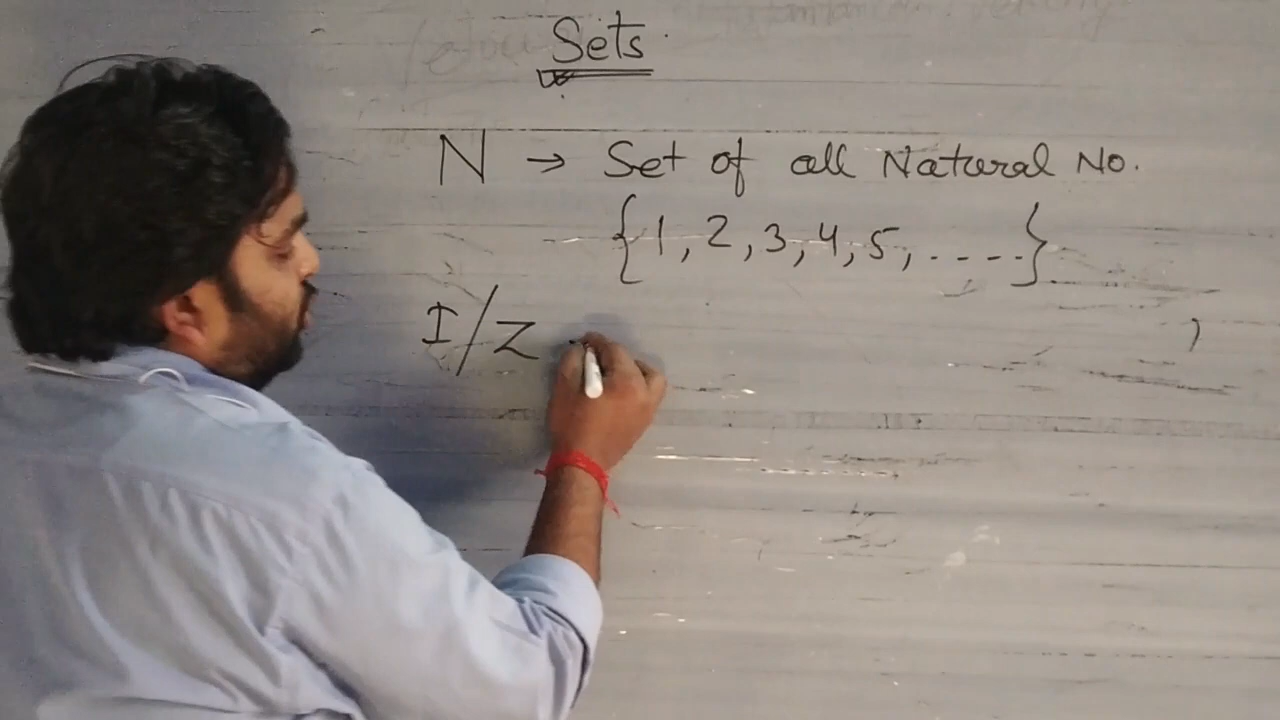 Sets
N → Set of all Natural No.
{1, 2, 3, 4, 5, . - - - .}
I/Z